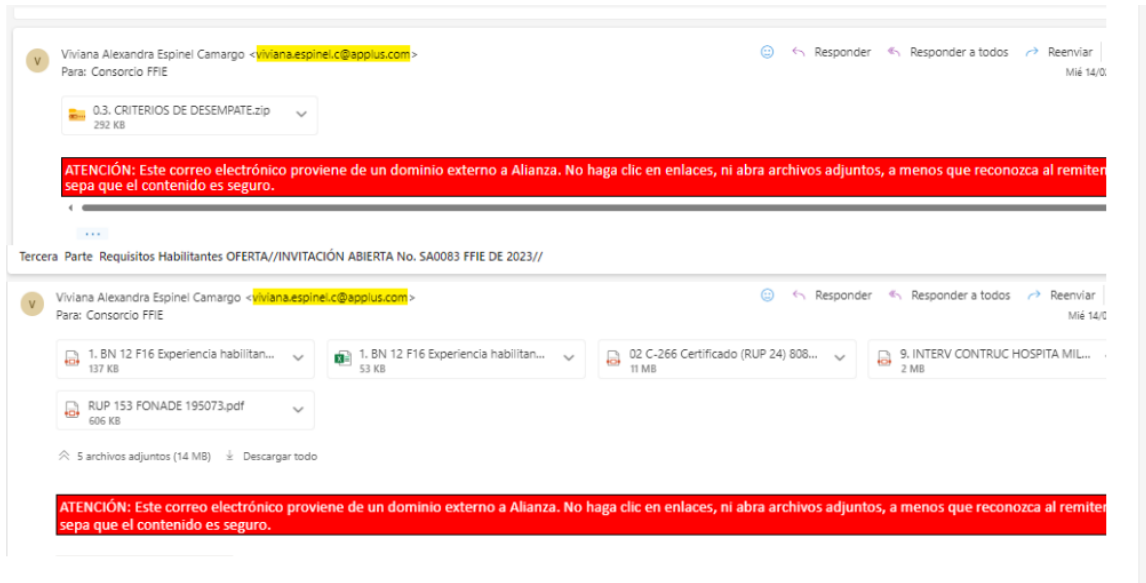 V
Viviana Alexandra Espinel Camargo <viviana.espinel.c@applus.com>
Responder
Responder a todos
Reenviar
Para: Consorcio FFIE
Mié 14/0
0.3. CRITERIOS DE DESEMPATE.zip
292 KB
ATENCIÓN: Este correo electrónico proviene de un dominio externo a Alianza. No haga clic en enlaces, ni abra archivos adjuntos, a menos que reconozca al remiten
sepa que el contenido es seguro.
...
Tercera Parte Requisitos Habilitantes OFERTA//INVITACIÓN ABIERTA No. SA0083 FFIE DE 2023//
V
Viviana Alexandra Espinel Camargo <viviana.espinel.c@applus.com>
Responder
Responder a todos
Reenviar
Para: Consorcio FFIE
Mié 14/0
1. BN 12 F16 Experiencia habilitan...
137 KB
1. BN 12 F16 Experiencia habilitan...
53 KB
02 C-266 Certificado (RUP 24) 808...
11 MB
9. INTERV CONTRUC HOSPITA MIL...
2 MB
RUP 153 FONADE 195073.pdf
606 KB
5 archivos adjuntos (14 MB)
Descargar todo
ATENCIÓN: Este correo electrónico proviene de un dominio externo a Alianza. No haga clic en enlaces, ni abra archivos adjuntos, a menos que reconozca al remiten
sepa que el contenido es seguro.